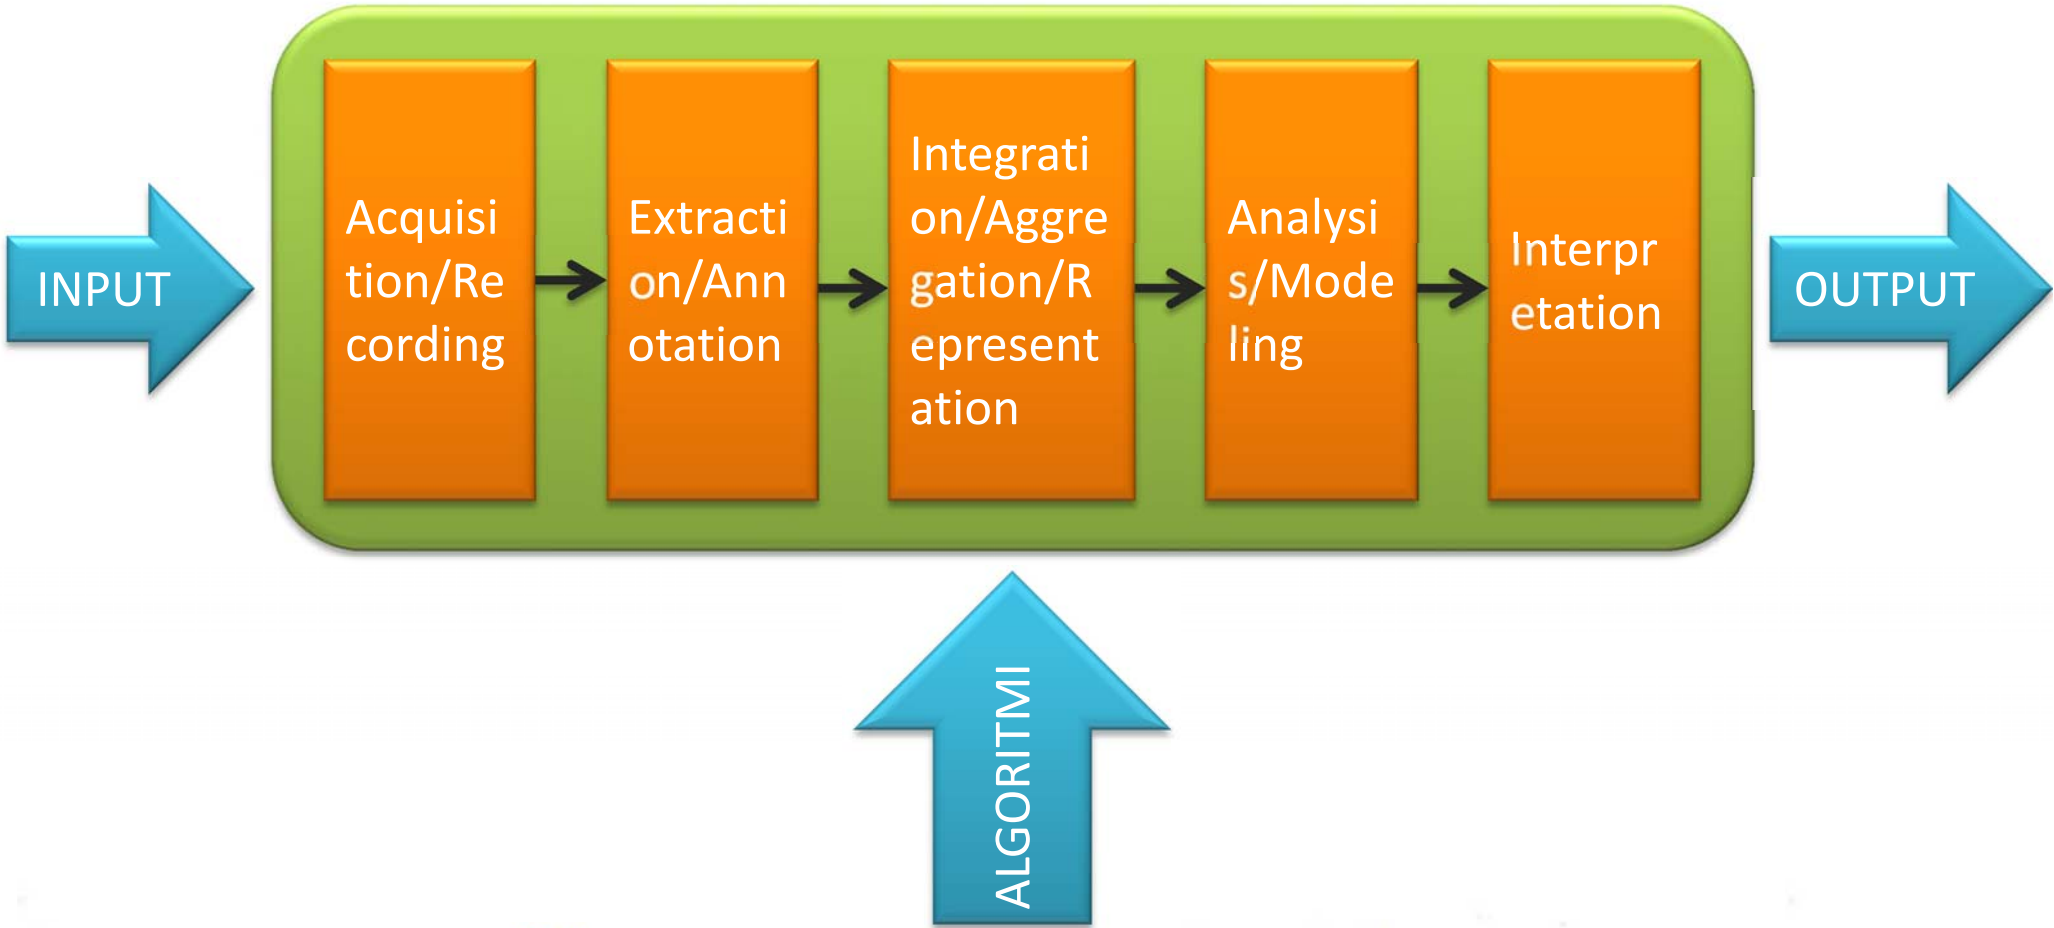 INPUT
Acquisi
tion/Re
cording
Extracti
on/Ann
otation
Integrati
on/Aggre
gation/R
epresent
ation
Analysi
s/Mode
ling
Interpr
etation
OUTPUT
ALGORITMI